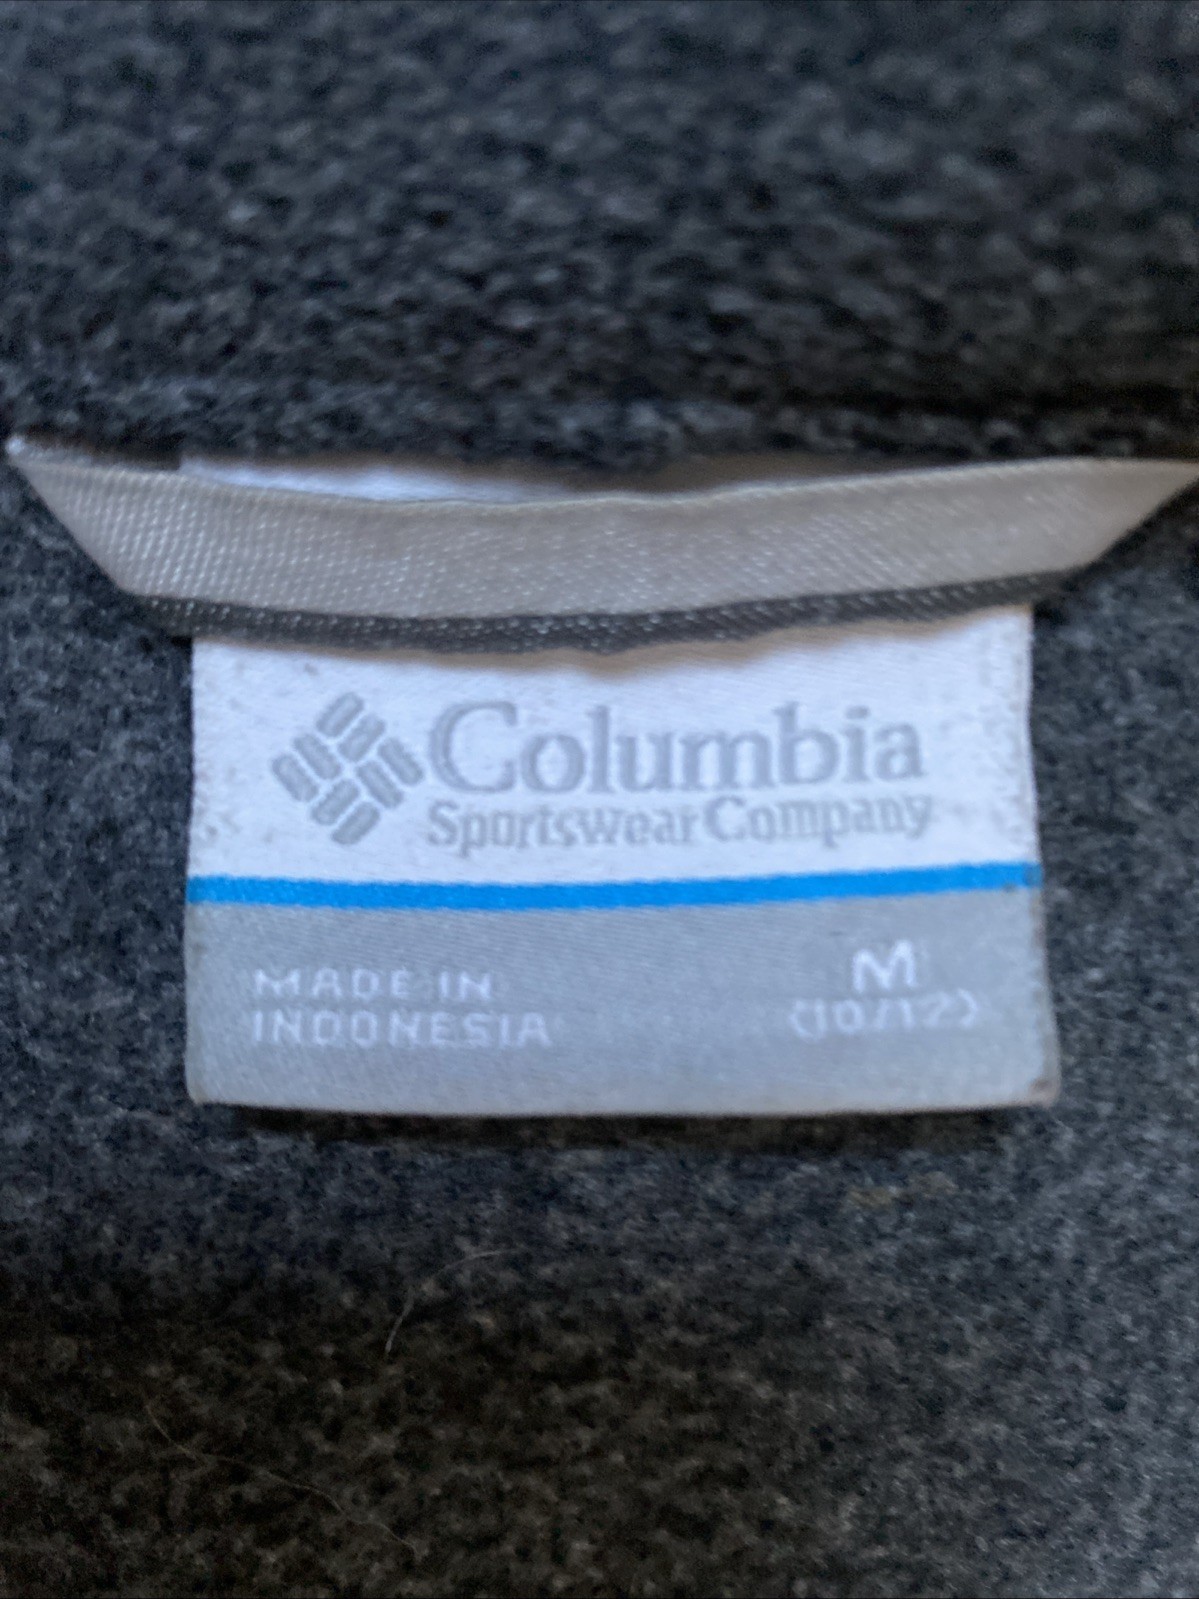 Columbia
Sportswear Company
MADE IN
INDONESIA
M
(10/12)